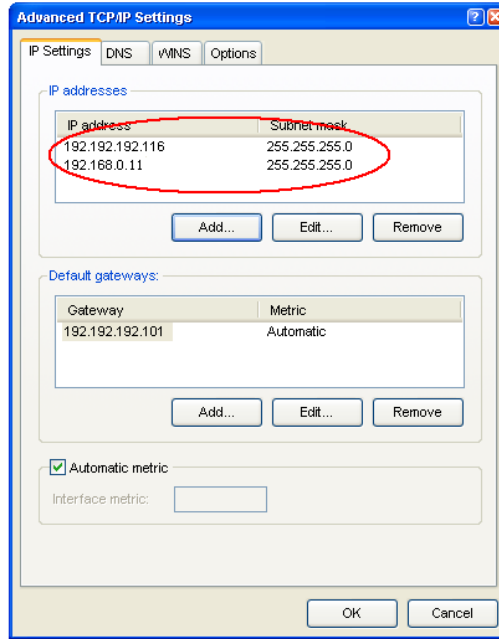 Advanced TCP/IP Settings
IP Settings DNS WINS Options
IP addresses
IP address Subnet mask
192.192.192.116 255.255.255.0
192.168.0.11 255.255.255.0
Add... Edit... Remove
Default gateways:
Gateway Metric
192.192.192.101 Automatic
Add... Edit... Remove
Automatic metric
Interface metric:
OK Cancel